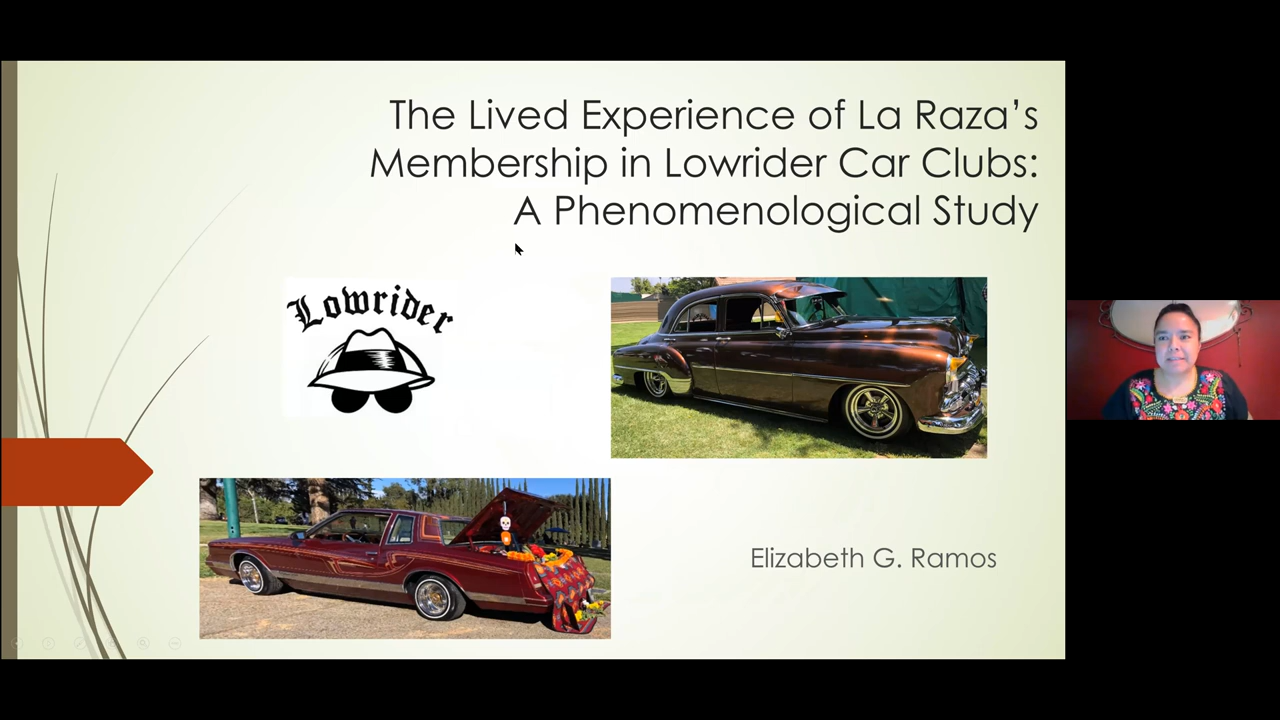 The Lived Experience of La Raza’s
Membership in Lowrider Car Clubs:
A Phenomenological Study
Lowrider
Elizabeth G. Ramos